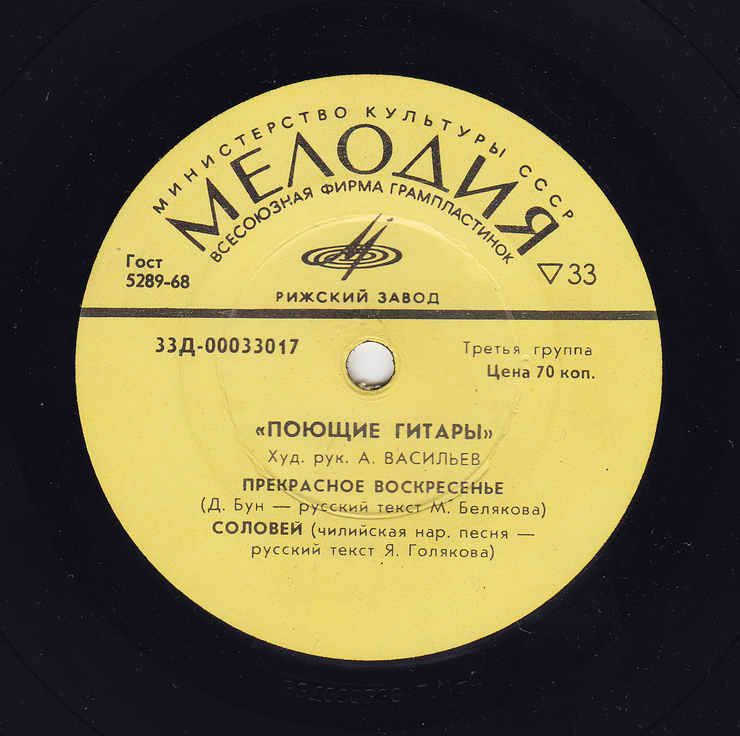 МИНИСТЕРСТВО КУЛЬТУРЫ СССР
МЕЛОДИЯ
ВСЕСОЮЗНАЯ ФИРМА ГРАМПЛАСТИНОК
Гост
5289-68
33
РИЖСКИЙ ЗАВОД
33Д-00033017
Третья группа
Цена 70 коп.
«ПОЮЩИЕ ГИТАРЫ»
Худ. рук. А. ВАСИЛЬЕВ
ПРЕКРАСНОЕ ВОСКРЕСЕНЬЕ
(Д. Бун — русский текст М. Белякова)
СОЛОВЕЙ (чилийская нар. песня —
русский текст Я. Голякова)